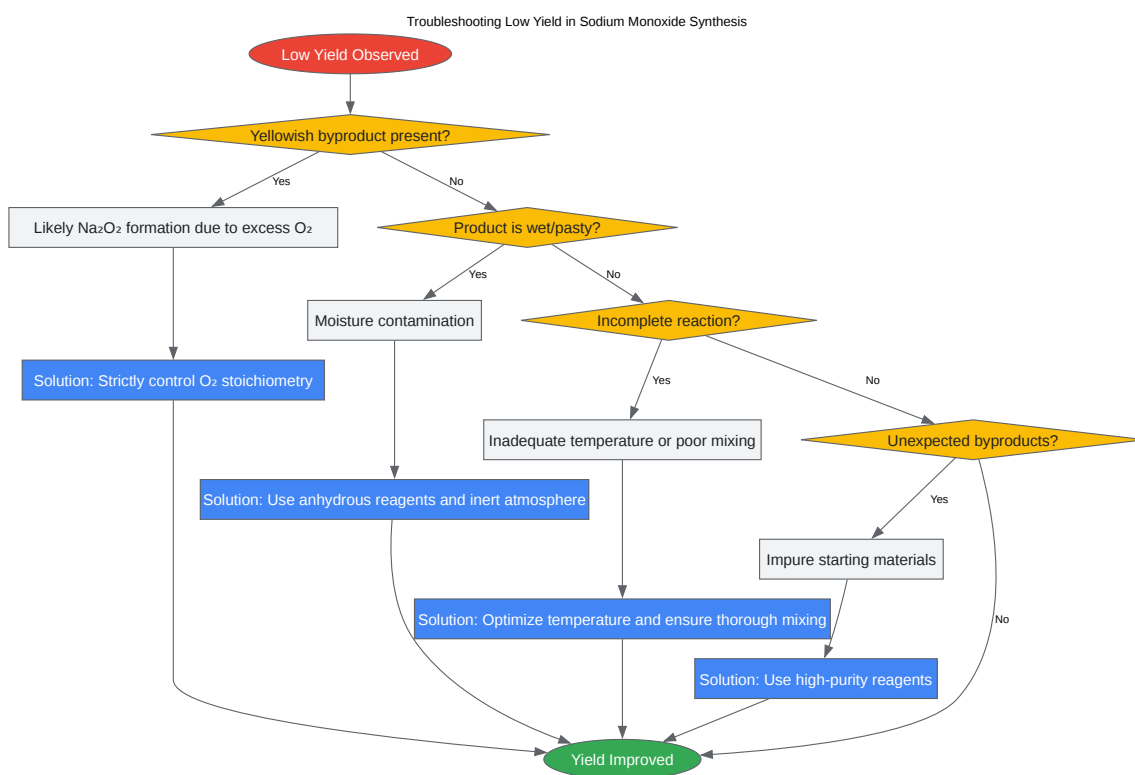 Troubleshooting Low Yield in Sodium Monoxide Synthesis
Low Yield Observed
Yellowish byproduct present?
Yes
No
Likely Na₂O₂ formation due to excess O₂
Product is wet/pasty?
Yes
No
Moisture contamination
Incomplete reaction?
Solution: Strictly control O₂ stoichiometry
Yes
No
Inadequate temperature or poor mixing
Unexpected byproducts?
Solution: Use anhydrous reagents and inert atmosphere
Yes
Impure starting materials
Solution: Optimize temperature and ensure thorough mixing
No
Solution: Use high-purity reagents
Yield Improved